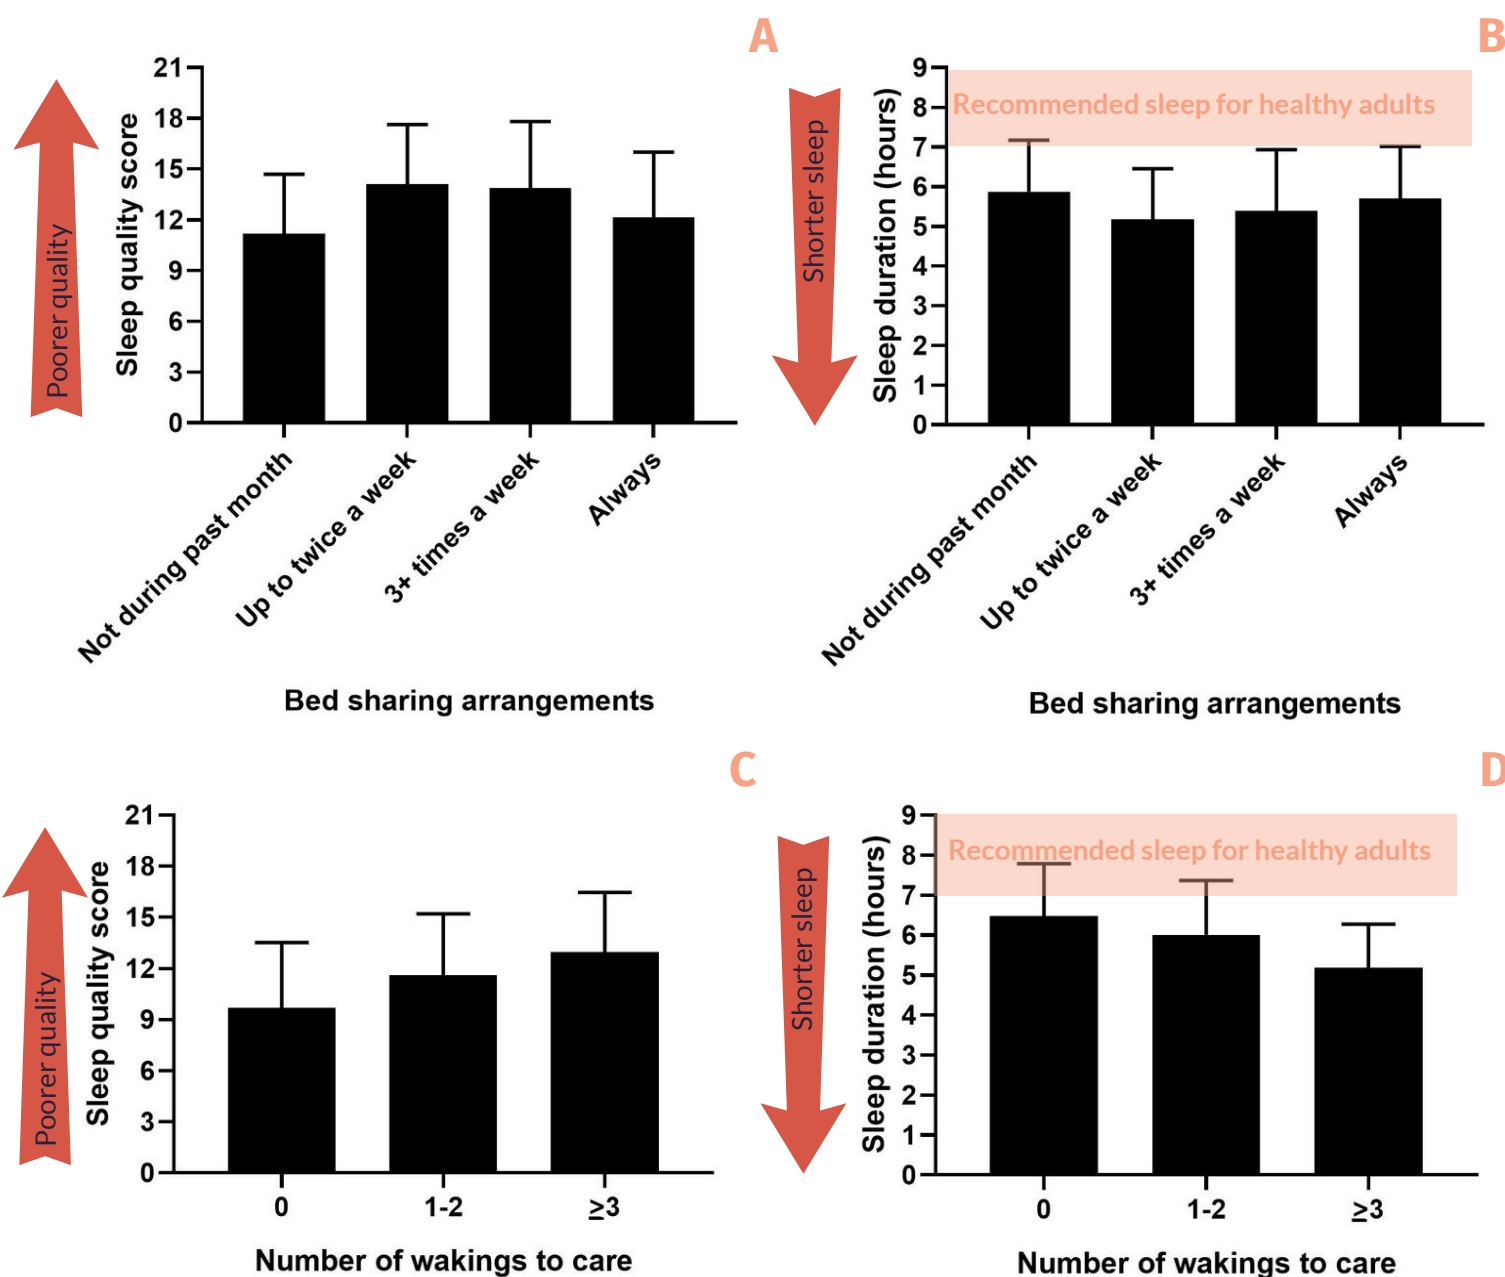 A
Poorer quality
Sleep quality score
21
18
15
12
9
6
3
0
Not during past month
Up to twice a week
3+ times a week
Always
Bed sharing arrangements
B
Shorter sleep
Sleep duration (hours)
9
8
7
6
5
4
3
2
1
0
Recommended sleep for healthy adults
Not during past month
Up to twice a week
3+ times a week
Always
Bed sharing arrangements
C
Poorer quality
Sleep quality score
21
18
15
12
9
6
3
0
0
1-2
≥3
Number of wakings to care
D
Shorter sleep
Sleep duration (hours)
9
8
7
6
5
4
3
2
1
0
Recommended sleep for healthy adults
0
1-2
≥3
Number of wakings to care